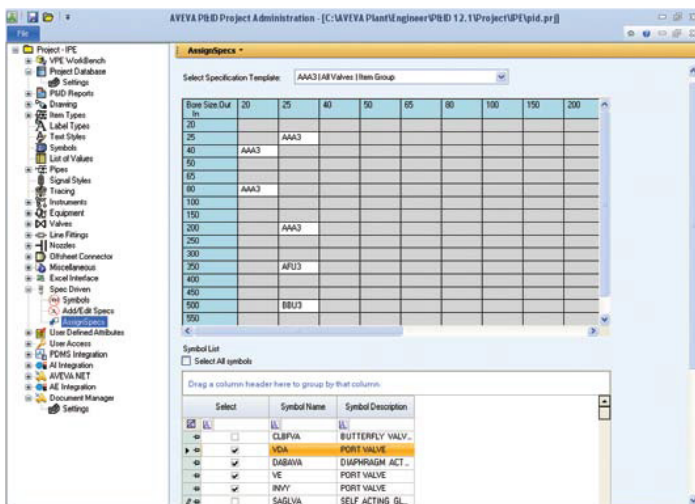 AVEVA P&ID Project Administration - [C:\AVEVA Plant\Engineer\P&ID 12.1\Project\IPE\pid.prj]
File
Project - IPE
VPE WorkBench
Project Database
Settings
P&ID Reports
Drawing
Item Types
Label Types
Text Styles
Symbols
List of Values
Pipes
Signal Styles
Tracing
Instruments
Equipment
Valves
Line Fittings
Nozzles
Offsheet Connector
Miscellaneous
Excel Interface
Spec Driven
Symbols
Add/Edit Specs
AssignSpecs
User Defined Attributes
User Access
PDMS Integration
AI Integration
AVEVA NET
AE Integration
Document Manager
Settings
AssignSpecs
Select Specification Template: AAA3 | All Valves | Item Group
Bore Size:Out 20 25 40 50 65 80 100 150 200
In
20
25 AAA3
40 AAA3
50
65
80 AAA3
100
150
200 AAA3
250
300
350 AFU3
400
450
500 BBU3
550
Symbol List
Select All symbols
Drag a column header here to group by that column.
Select Symbol Name Symbol Description
CLBFVA BUTTERFLY VALV...
VDA PORT VALVE
DABAVA DIAPHRAGM ACT...
VE PORT VALVE
INVY PORT VALVE
SAGLVA SELF ACTING GL...